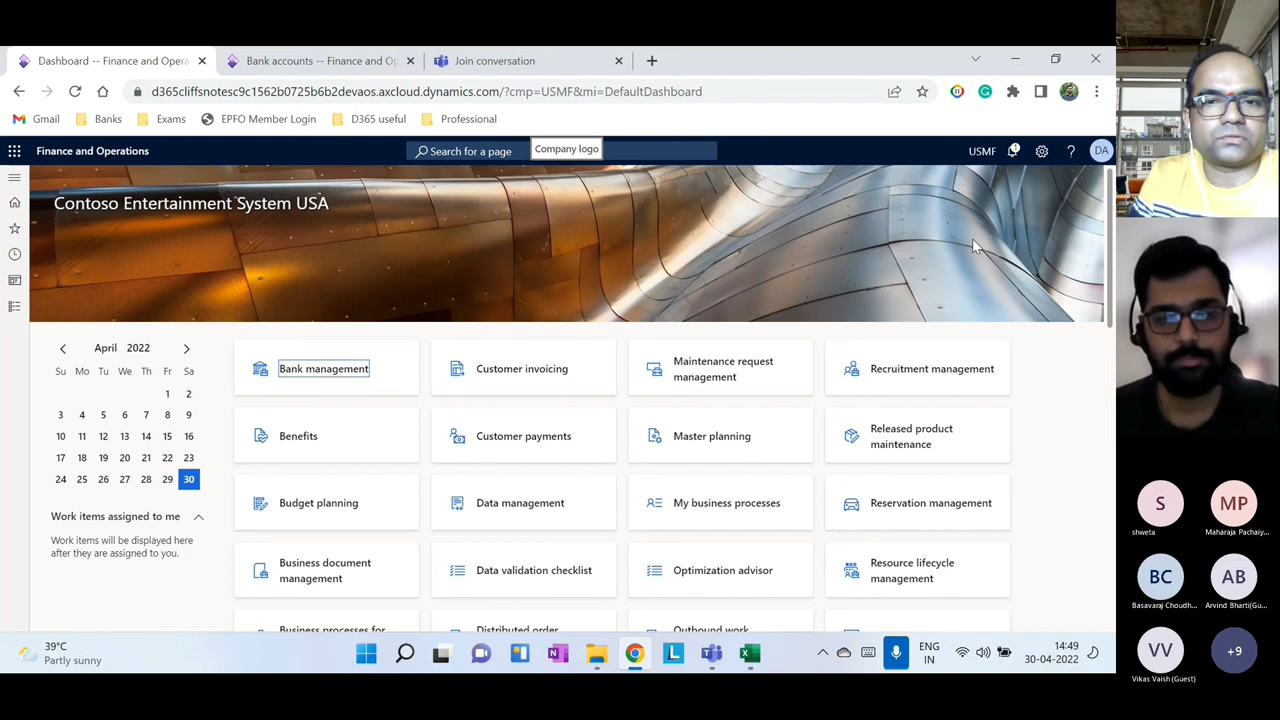 Dashboard -- Finance and Opera
Bank accounts -- Finance and Op
Join conversation
d365cliffsnotesc9c1562b0725b6b2devaos.axcloud.dynamics.com/?cmp=USMF&mi=DefaultDashboard
Gmail
Banks
Exams
EPFO Member Login
D365 useful
Professional
Finance and Operations
Search for a page
Company logo
USMF
1
DA
Contoso Entertainment System USA
April 2022
Su Mo Tu We Th Fr Sa
1 2
3 4 5 6 7 8 9
10 11 12 13 14 15 16
17 18 19 20 21 22 23
24 25 26 27 28 29 30
Work items assigned to me
Work items will be displayed here
after they are assigned to you.
Bank management
Customer invoicing
Maintenance request
management
Recruitment management
Benefits
Customer payments
Master planning
Released product
maintenance
Budget planning
Data management
My business processes
Reservation management
Business document
management
Data validation checklist
Optimization advisor
Resource lifecycle
management
Business processes for
Distributed order
Outbound work
39°C
Partly sunny
L
ENG
IN
14:49
30-04-2022
S
shweta
MP
Maharaja Pachaiy...
BC
Basavaraj Choudh...
AB
Arvind Bharti(Gu...
VV
Vikas Vaish (Guest)
+9